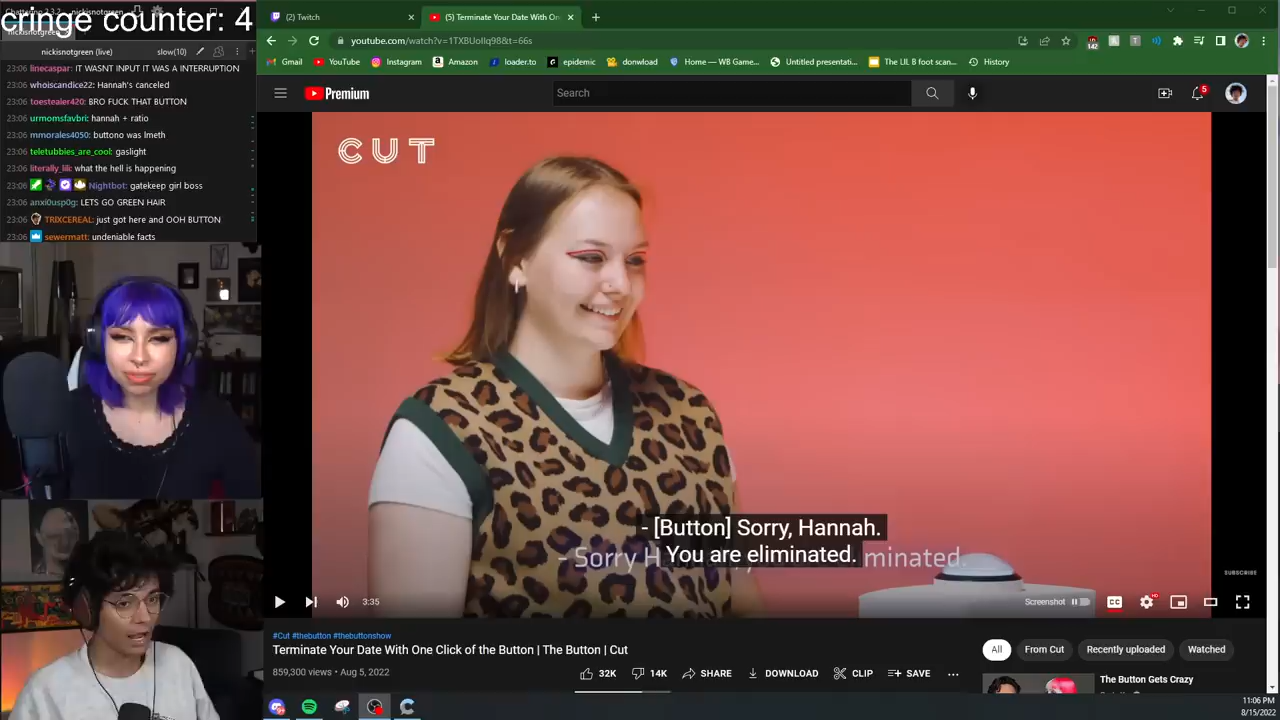 cringe counter: 4
nickisnotgreen (live)
slow(10)
23:06 linecaspar: IT WASNT INPUT IT WAS A INTERRUPTION
23:06 whoiscandice22: Hannah's canceled
23:06 toestealer420: BRO FUCK THAT BUTTON
23:06 urmomsfavbri: hannah + ratio
23:06 mmorales4050: buttono was lmeth
23:06 teletubbies_are_cool: gaslight
23:06 literally_lili: what the hell is happening
23:06 Nightbot: gatekeep girl boss
23:06 anxi0usp0g: LETS GO GREEN HAIR
23:06 TRIXCEREAL: just got here and OOH BUTTON
23:06 sewermatt: undeniable facts
(2) Twitch
(5) Terminate Your Date With On
youtube.com/watch?v=1TXBUoIlq98&t=66s
142
Gmail
YouTube
Instagram
Amazon
loader.to
epidemic
donwload
Home — WB Game...
Untitled presentati...
The LIL B foot scan...
History
Premium
Search
5
CUT
- [Button] Sorry, Hannah.
You are eliminated.
SUBSCRIBE
3:35
Screenshot
CC
HD
#Cut #thebutton #thebuttonshow
Terminate Your Date With One Click of the Button | The Button | Cut
859,300 views • Aug 5, 2022
32K
14K
SHARE
DOWNLOAD
CLIP
SAVE
All
From Cut
Recently uploaded
Watched
The Button Gets Crazy
11:06 PM
8/15/2022